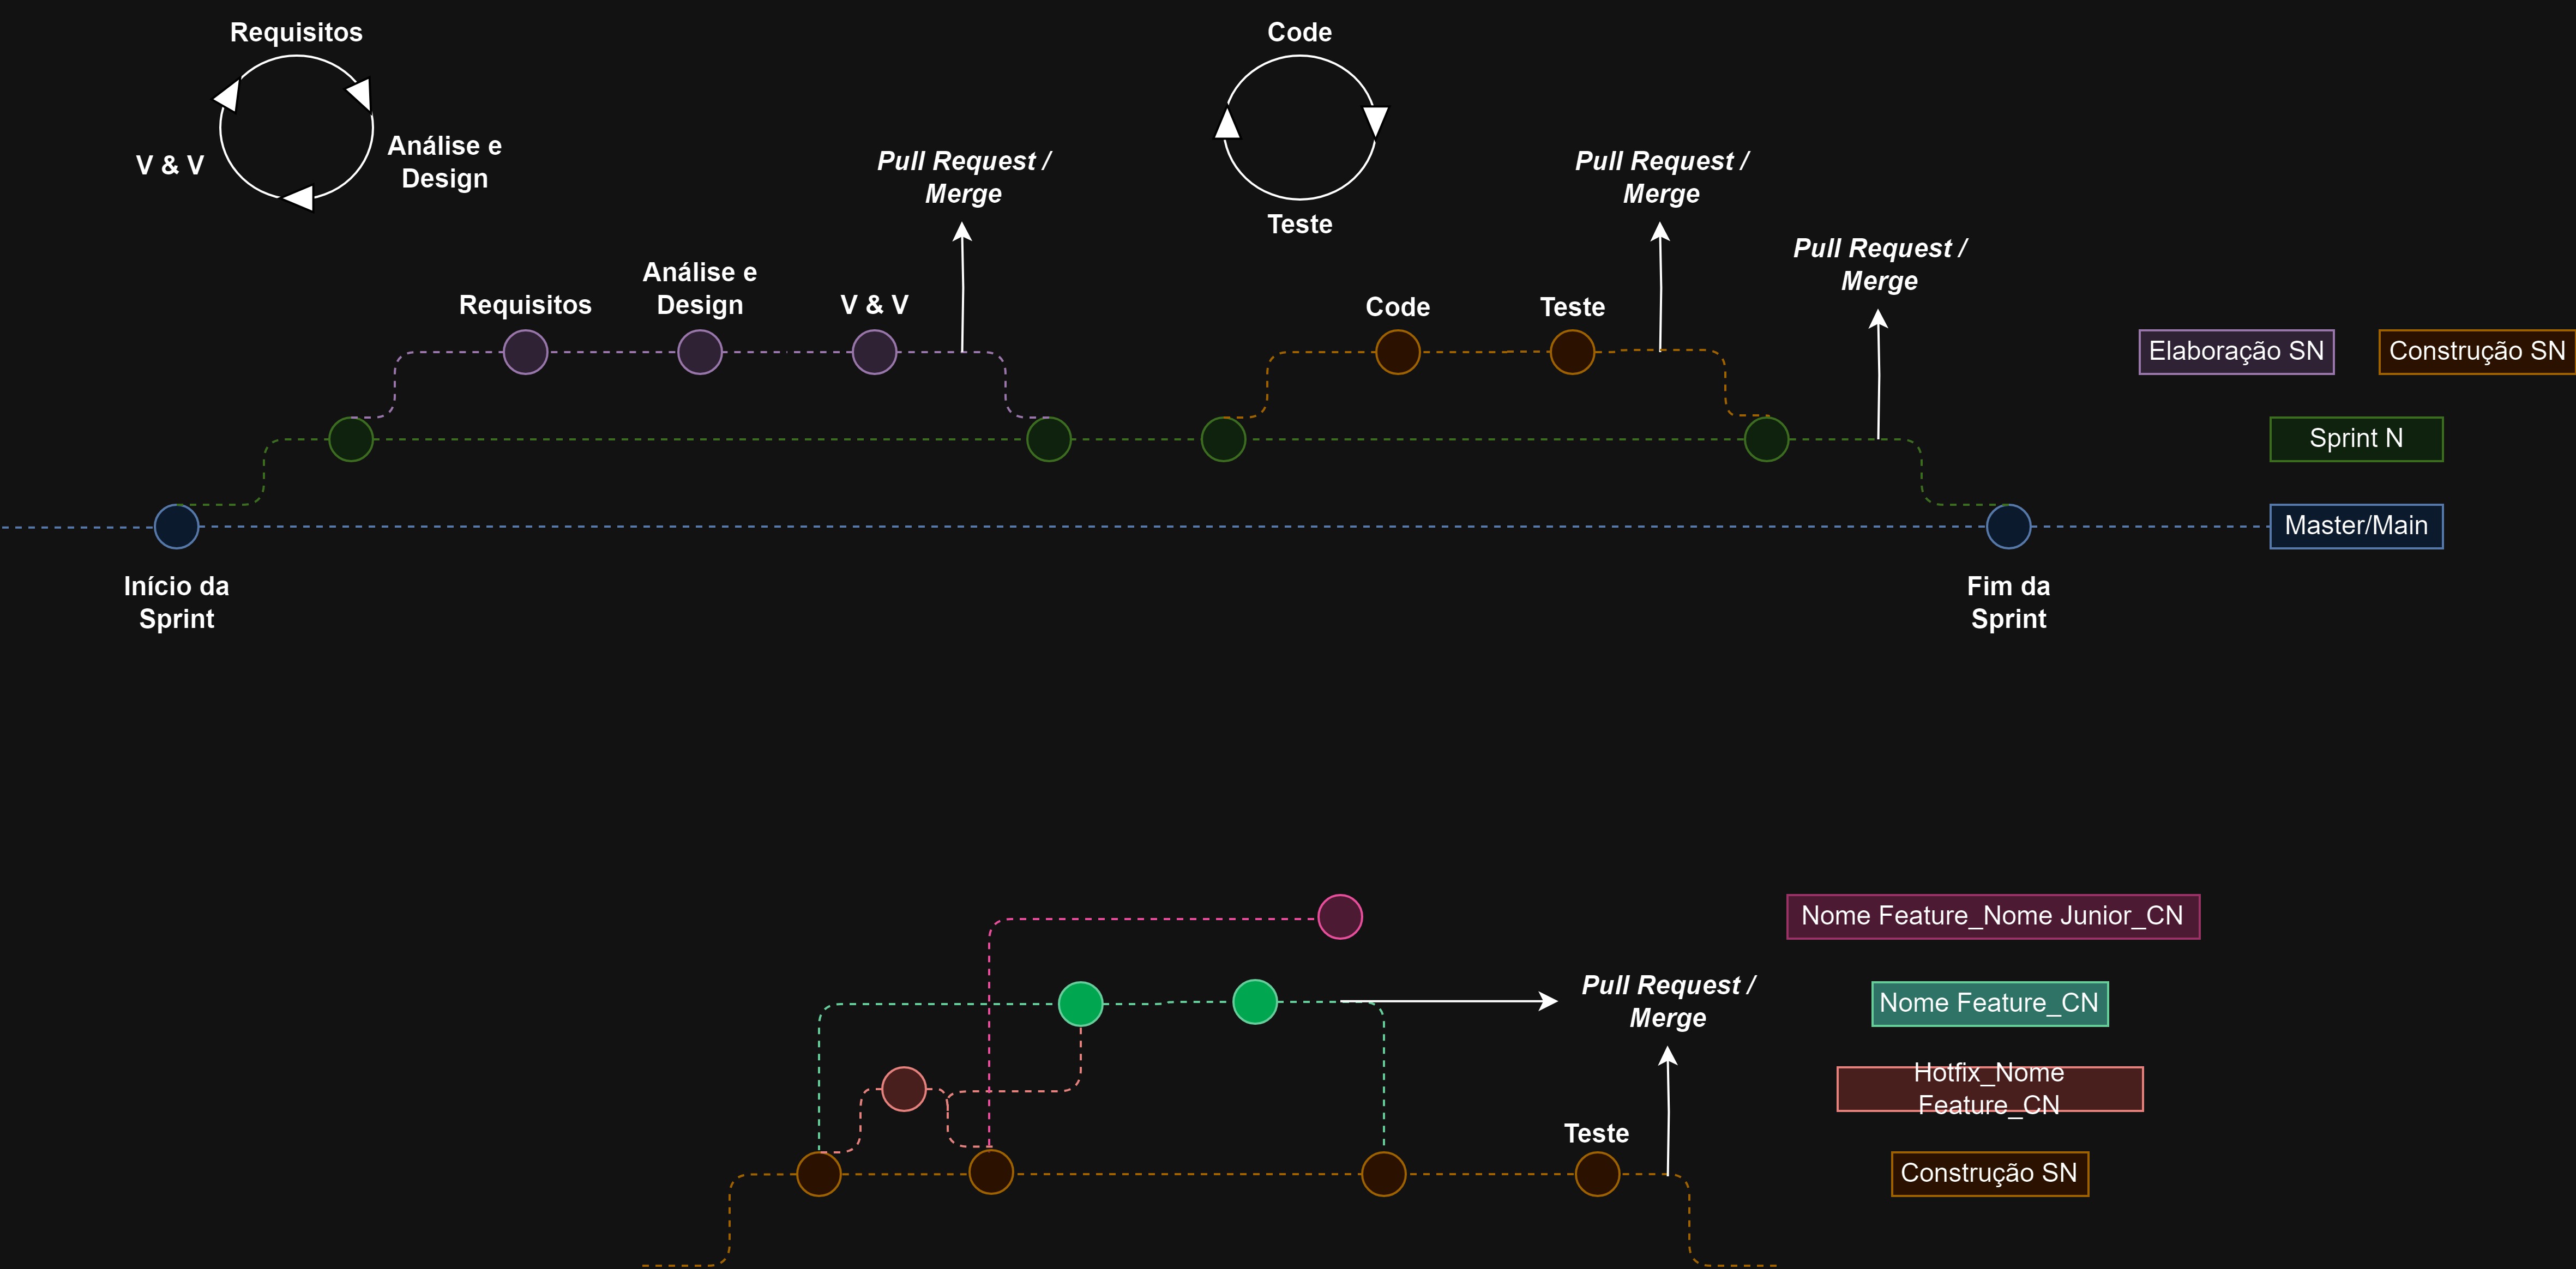 Requisitos
Análise e
Design
V & V
Code
Teste
Pull Request /
Merge
Pull Request /
Merge
Pull Request /
Merge
Requisitos
Análise e
Design
V & V
Code
Teste
Elaboração SN
Construção SN
Sprint N
Master/Main
Início da
Sprint
Fim da
Sprint
Nome Feature_Nome Junior_CN
Pull Request /
Merge
Nome Feature_CN
Hotfix_Nome
Feature_CN
Teste
Construção SN